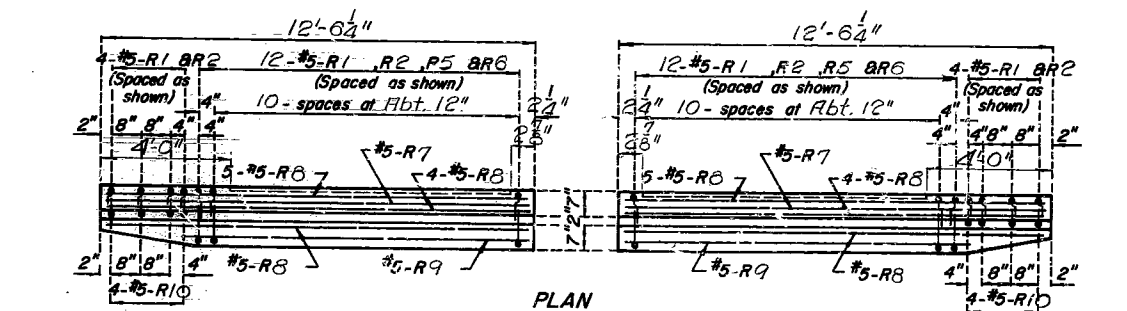 12'-6 1/4"
12'-6 1/4"
4-#5-R1 &R2
12-#5-R1 ,R2 ,R5 &R6
12-#5-R1 ,R2 ,R5 &R6
4-#5-R1 &R2
(Spaced as shown)
(Spaced as shown)
(Spaced as shown)
(Spaced as shown)
4"
10 - spaces at Abt. 12"
2 1/4"
2 1/4"
10 - spaces at Abt. 12"
2" 8" 8" 4" 4"
2 7/8"
2 7/8"
4" 4" 8" 8" 2"
4'-0"
4'-0"
#5-R7
#5-R7
5-#5-R8
4-#5-R8
5-#5-R8
4-#5-R8
7" 2" 7"
#5-R8
#5-R9
#5-R9
#5-R8
2" 8" 8" 4"
4" 8" 8" 2"
4-#5-R10
4-#5-R10
PLAN